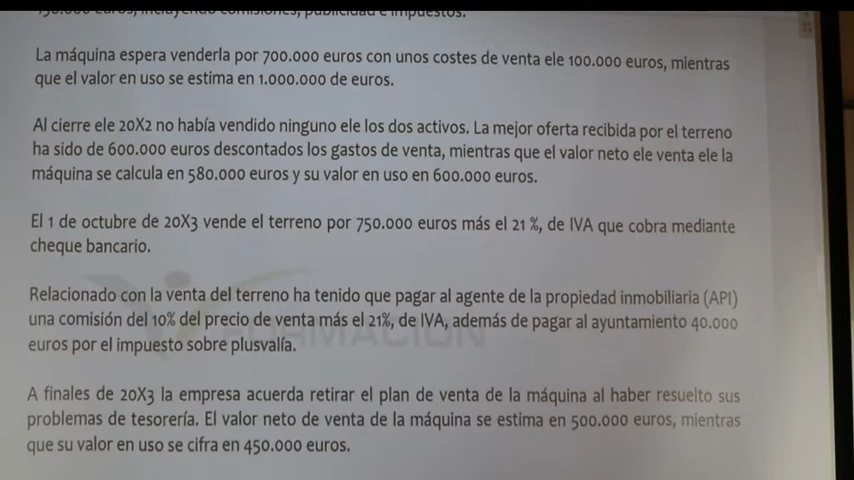 750.000 euros, incluyendo comisiones, publicidad e impuestos.
La máquina espera venderla por 700.000 euros con unos costes de venta ele 100.000 euros, mientras
que el valor en uso se estima en 1.000.000 de euros.
Al cierre ele 20X2 no había vendido ninguno ele los dos activos. La mejor oferta recibida por el terreno
ha sido de 600.000 euros descontados los gastos de venta, mientras que el valor neto ele venta ele la
máquina se calcula en 580.000 euros y su valor en uso en 600.000 euros.
El 1 de octubre de 20X3 vende el terreno por 750.000 euros más el 21 %, de IVA que cobra mediante
cheque bancario.
Relacionado con la venta del terreno ha tenido que pagar al agente de la propiedad inmobiliaria (API)
una comisión del 10% del precio de venta más el 21%, de IVA, además de pagar al ayuntamiento 40.000
euros por el impuesto sobre plusvalía.
FORMACIÓN
A finales de 20X3 la empresa acuerda retirar el plan de venta de la máquina al haber resuelto sus
problemas de tesorería. El valor neto de venta de la máquina se estima en 500.000 euros, mientras
que su valor en uso se cifra en 450.000 euros.